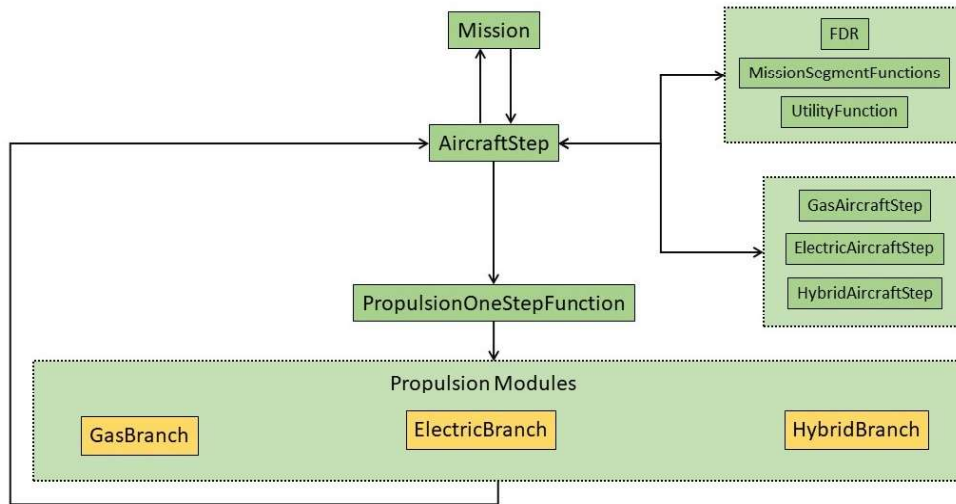 Mission
FDR
MissionSegmentFunctions
UtilityFunction
AircraftStep
GasAircraftStep
ElectricAircraftStep
HybridAircraftStep
PropulsionOneStepFunction
Propulsion Modules
GasBranch
ElectricBranch
HybridBranch